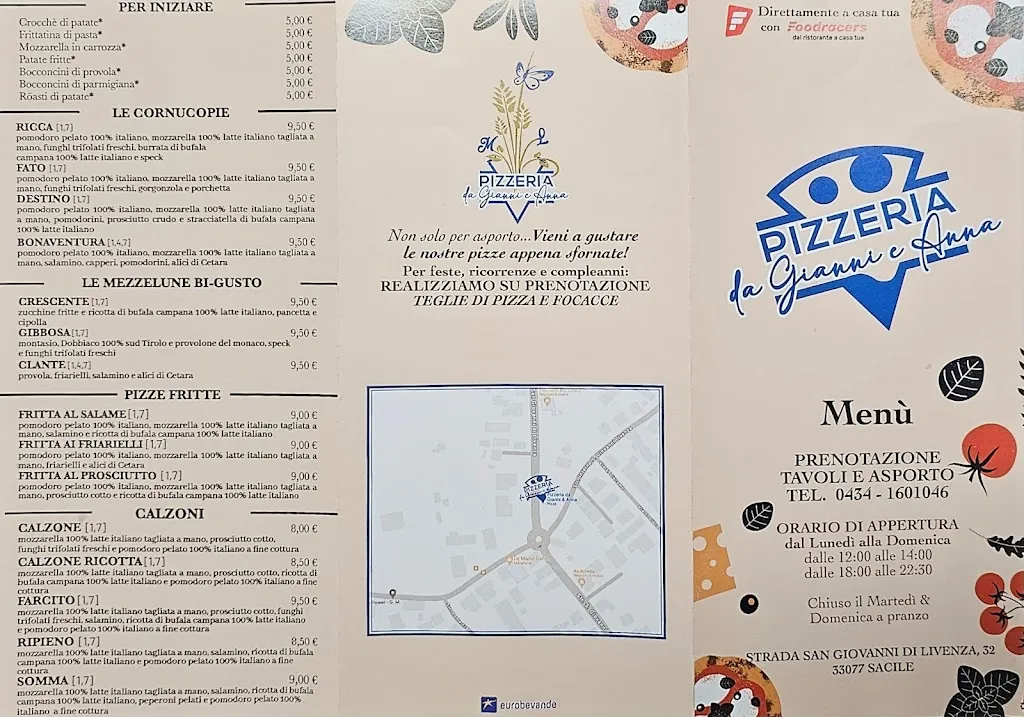 PER INIZIARE
Crocchè di patate* 5,00 €
Frittatina di pasta* 5,00 €
Mozzarella in carrozza* 5,00 €
Patate fritte* 5,00 €
Bocconcini di provola* 5,00 €
Bocconcini di parmigiana* 5,00 €
Röasti di patate* 5,00 €
LE CORNUCOPIE
RICCA [1,7] 9,50 €
pomodoro pelato 100% italiano, mozzarella 100% latte italiano tagliata a
mano, funghi trifolati freschi, burrata di bufala
campana 100% latte italiano e speck
FATO [1,7] 9,50 €
pomodoro pelato 100% italiano, mozzarella 100% latte italiano tagliata a
mano, funghi trifolati freschi, gorgonzola e porchetta
DESTINO [1,7] 9,50 €
pomodoro pelato 100% italiano, mozzarella 100% latte italiano tagliata
a mano, pomodorini, prosciutto crudo e stracciatella di bufala campana
100% latte italiano
BONAVENTURA [1,4,7] 9,50 €
pomodoro pelato 100% italiano, mozzarella 100% latte italiano tagliata a
mano, salamino, capperi, pomodorini, alici di Cetara
LE MEZZELUNE BI-GUSTO
CRESCENTE [1,7] 9,50 €
zucchine fritte e ricotta di bufala campana 100% latte italiano, pancetta e
cipolla
GIBBOSA [1,7] 9,50 €
montasio, Dobbiaco 100% sud Tirolo e provolone del monaco, speck
e funghi trifolati freschi
CLANTE [1,4,7] 9,50 €
provola, friarielli, salamino e alici di Cetara
PIZZE FRITTE
FRITTA AL SALAME [1,7] 9,00 €
pomodoro pelato 100% italiano, mozzarella 100% latte italiano tagliata a
mano, salamino e ricotta di bufala campana 100% latte italiano
FRITTA AI FRIARIELLI [1,7] 9,00 €
pomodoro pelato 100% italiano, mozzarella 100% latte italiano tagliata a
mano, friarielli e alici di Cetara
FRITTA AL PROSCIUTTO [1,7] 9,00 €
pomodoro pelato 100% italiano, mozzarella 100% latte italiano tagliata a
mano, prosciutto cotto e ricotta di bufala campana 100% latte italiano
CALZONI
CALZONE [1,7] 8,00 €
mozzarella 100% latte italiano tagliata a mano, prosciutto cotto,
funghi trifolati freschi e pomodoro pelato 100% italiano a fine cottura
CALZONE RICOTTA [1,7] 8,50 €
mozzarella 100% latte italiano tagliata a mano, prosciutto cotto, ricotta di
bufala campana 100% latte italiano e pomodoro pelato 100% italiano a fine
cottura
FARCITO [1,7] 9,50 €
mozzarella 100% latte italiano tagliata a mano, prosciutto cotto, funghi
trifolati freschi, salamino, ricotta di bufala campana 100% latte italiano
e pomodoro pelato 100% italiano a fine cottura
RIPIENO [1,7] 8,50 €
mozzarella 100% latte italiano tagliata a mano, salamino, ricotta di bufala
campana 100% latte italiano e pomodoro pelato 100% italiano a fine
cottura
SOMMA [1,7] 9,00 €
mozzarella 100% latte italiano tagliata a mano, salamino, ricotta di bufala
campana 100% latte italiano, peperoni pelati e pomodoro pelato 100%
italiano a fine cottura
M L
PIZZERIA
da Gianni e Anna
Non solo per asporto...Vieni a gustare
le nostre pizze appena sfornate!
Per feste, ricorrenze e compleanni:
REALIZZIAMO SU PRENOTAZIONE
TEGLIE DI PIZZA E FOCACCE
PIZZERIA
da Gianni e Anna
Pizzeria da
Gianni & Anna
eurobevande
Direttamente a casa tua
con Foodracers
dal ristorante a casa tua
PIZZERIA
da Gianni e Anna
Menù
PRENOTAZIONE
TAVOLI E ASPORTO
TEL. 0434 - 1601046
ORARIO DI APPERTURA
dal Lunedì alla Domenica
dalle 12:00 alle 14:00
dalle 18:00 alle 22:30
Chiuso il Martedì &
Domenica a pranzo
STRADA SAN GIOVANNI DI LIVENZA, 32
33077 SACILE